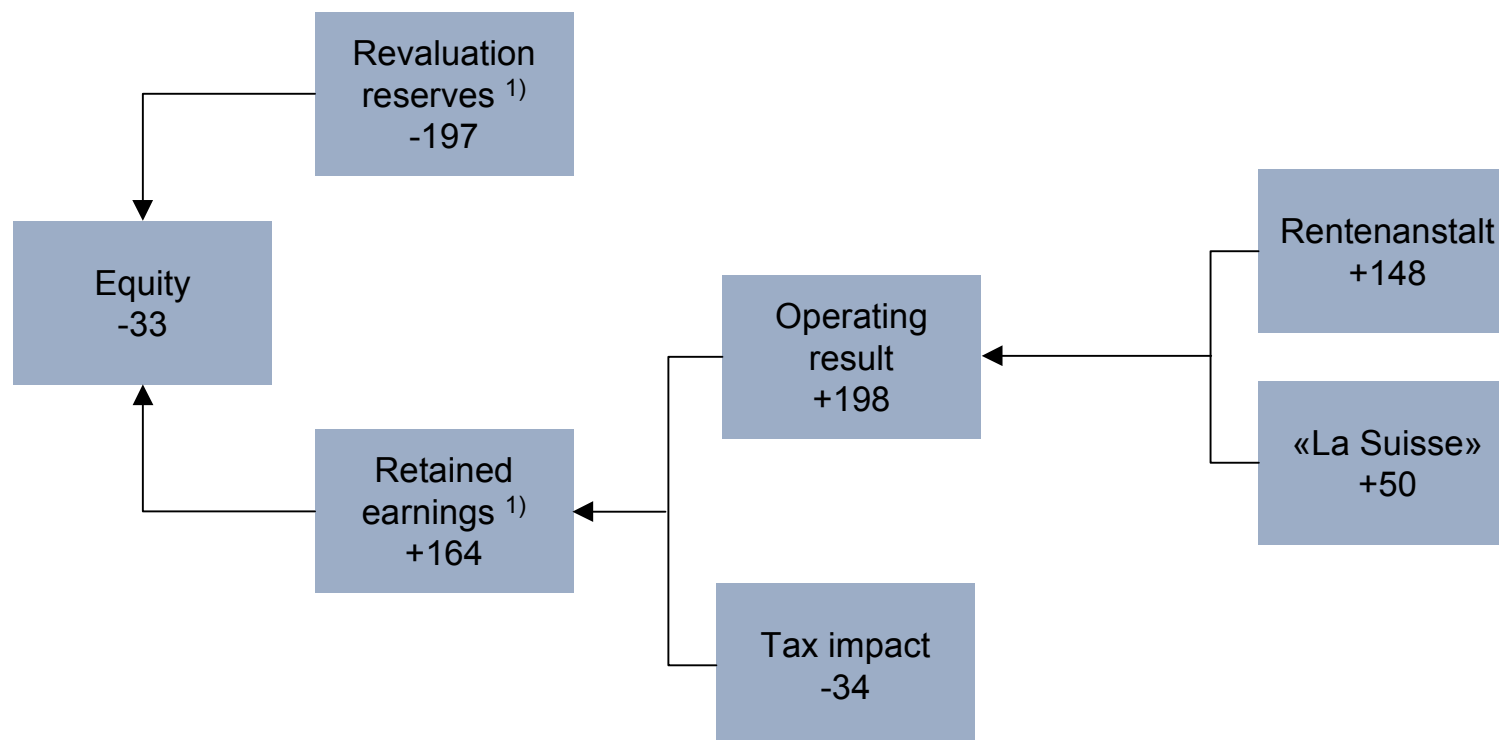 Revaluation
reserves 1)
-197
Equity
-33
Retained
earnings 1)
+164
Operating
result
+198
Tax impact
-34
Rentenanstalt
+148
«La Suisse»
+50